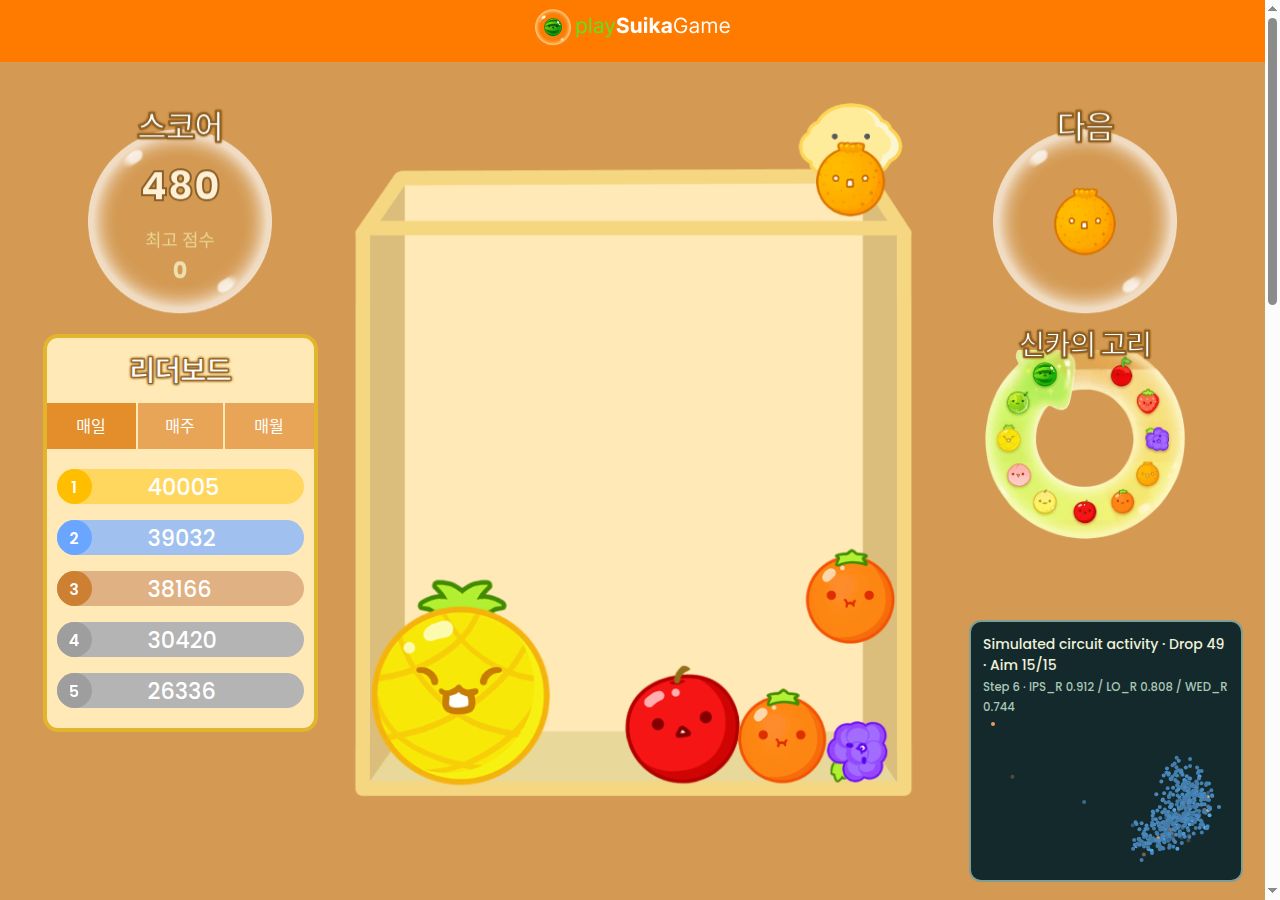 playSuikaGame
스코어
480
최고 점수
0
리더보드
매일 매주 매월
1 40005
2 39032
3 38166
4 30420
5 26336
다음
신카의 고리
Simulated circuit activity · Drop 49
· Aim 15/15
Step 6 · IPS_R 0.912 / LO_R 0.808 / WED_R
0.744